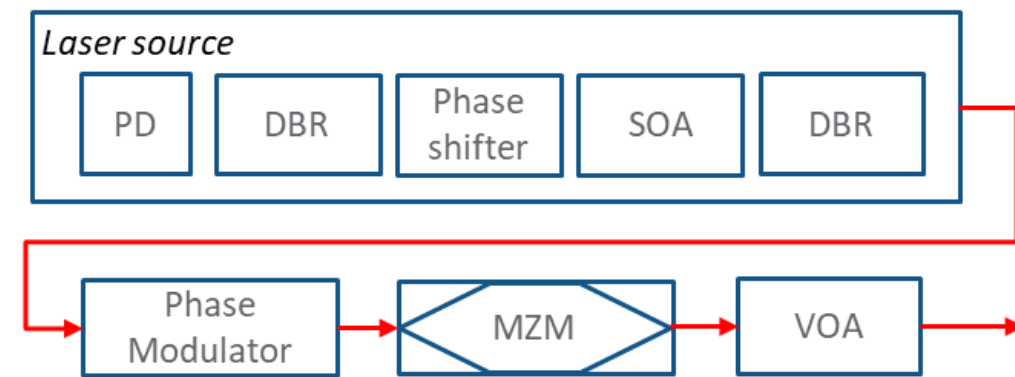 Laser source
PD
DBR
Phase
shifter
SOA
DBR
Phase
Modulator
MZM
VOA